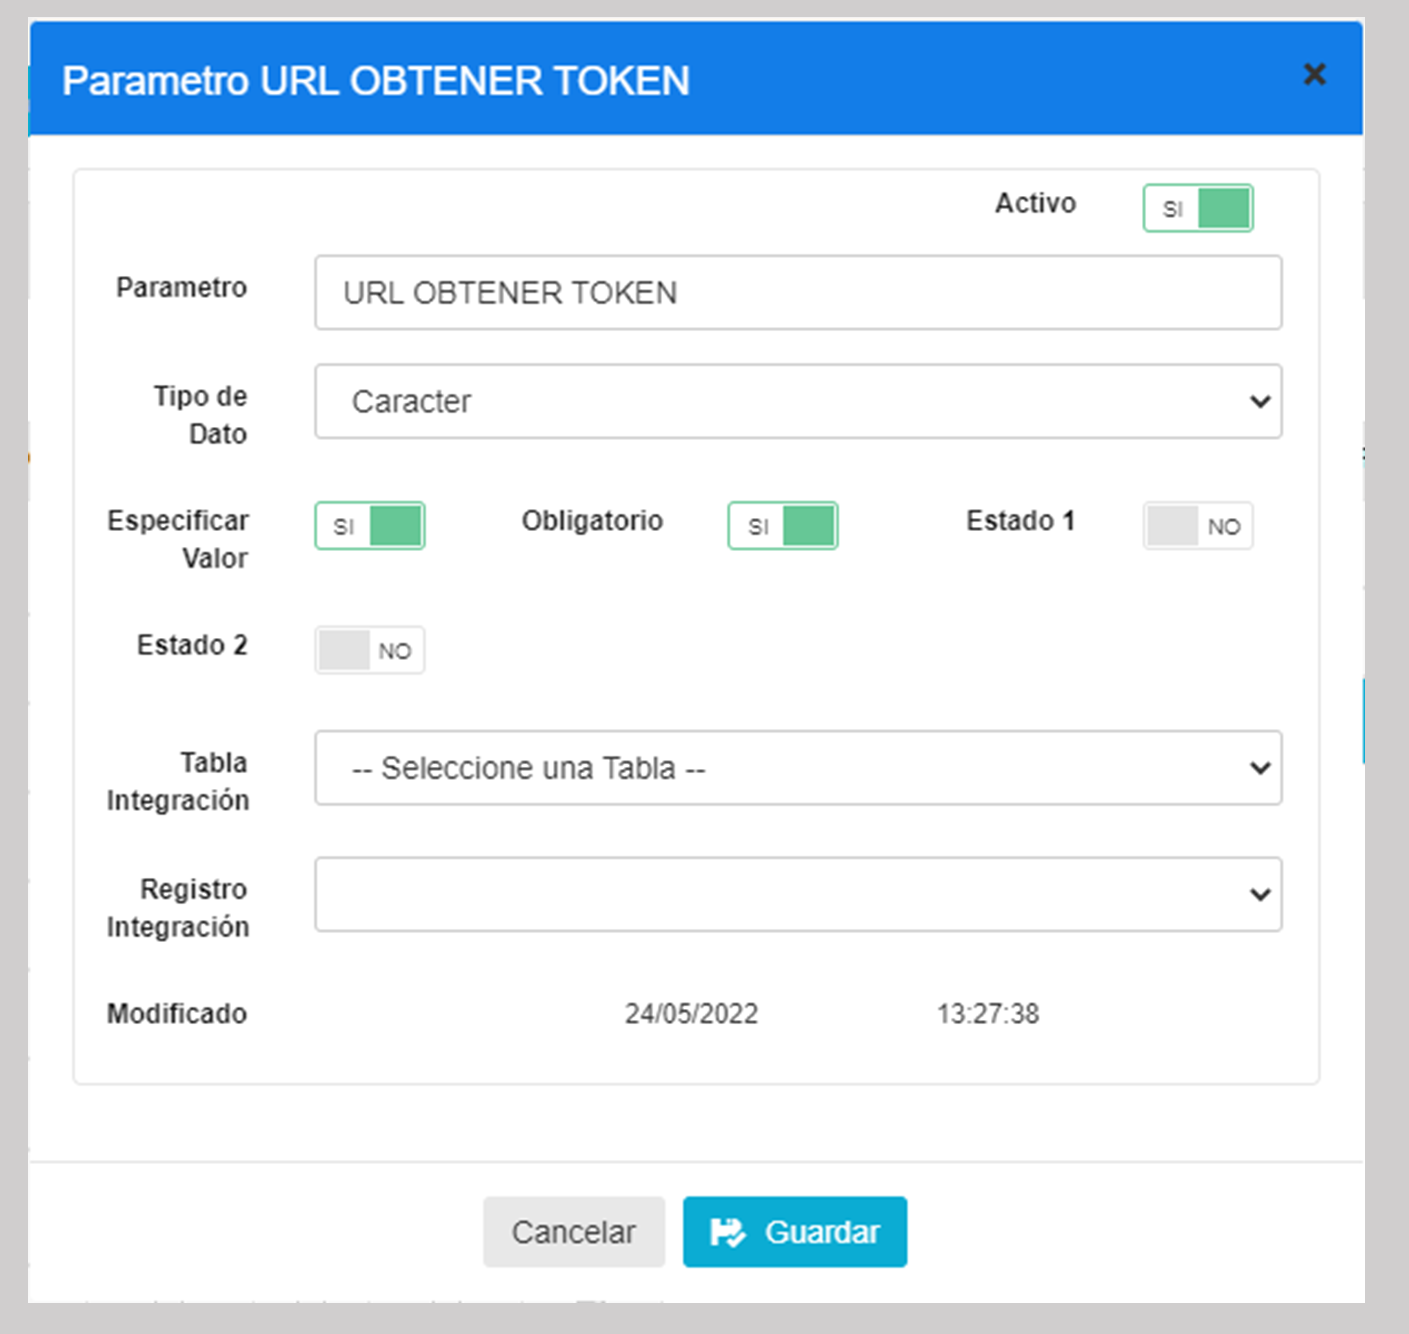 Parametro URL OBTENER TOKEN ×
Activo SI
Parametro URL OBTENER TOKEN
Tipo de
Dato
Caracter
Especificar
Valor
SI
Obligatorio SI
Estado 1 NO
Estado 2 NO
Tabla
Integración
-- Seleccione una Tabla --
Registro
Integración
Modificado 24/05/2022 13:27:38
Cancelar Guardar